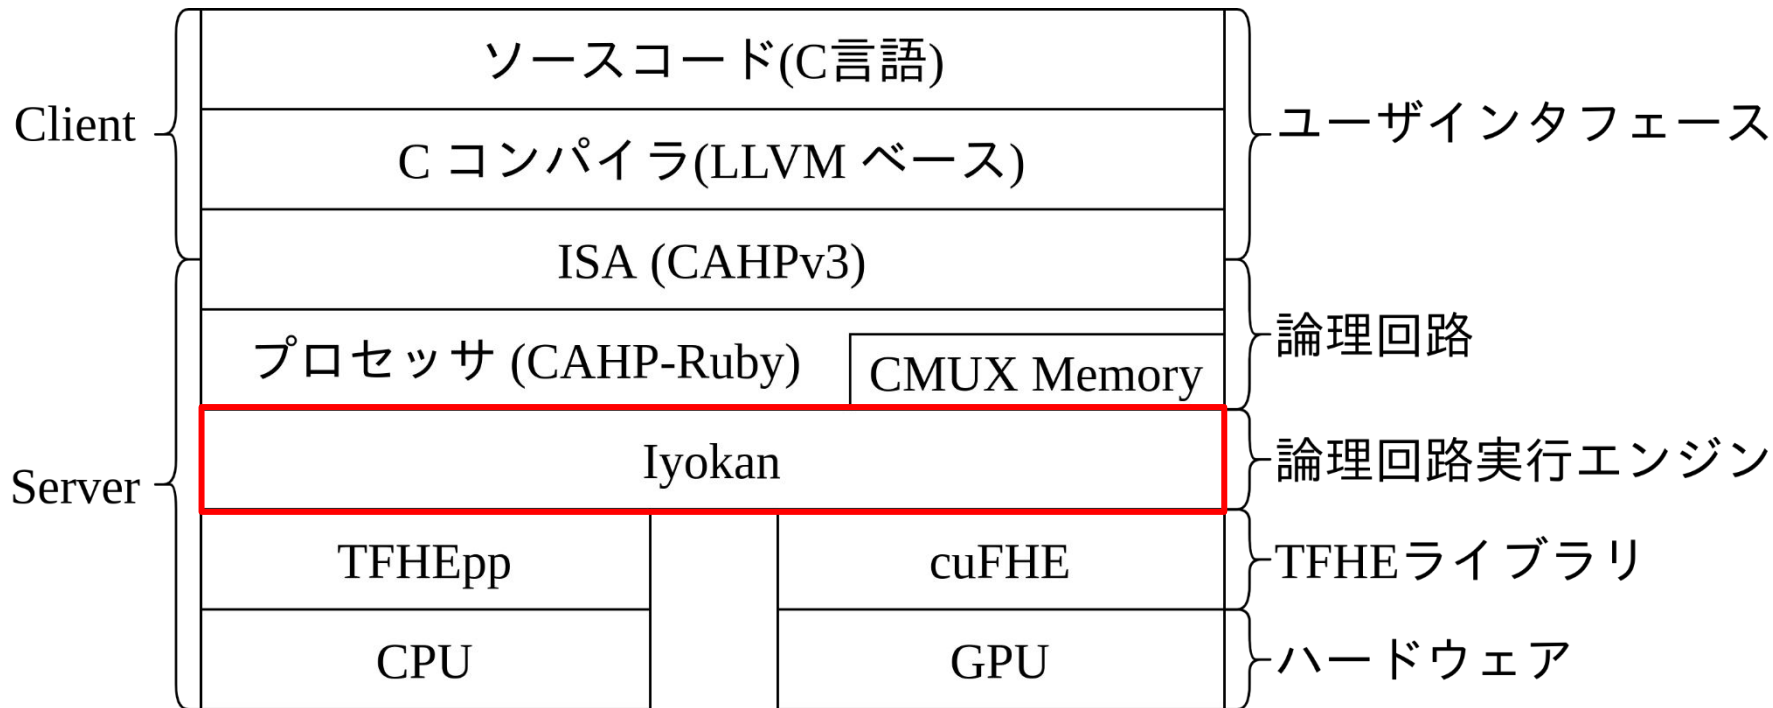 ソースコード(C言語)
Client
ユーザインタフェース
C コンパイラ(LLVM ベース)
ISA (CAHPv3)
論理回路
プロセッサ (CAHP-Ruby)
CMUX Memory
Iyokan
論理回路実行エンジン
Server
TFHEpp
cuFHE
TFHEライブラリ
CPU
GPU
ハードウェア